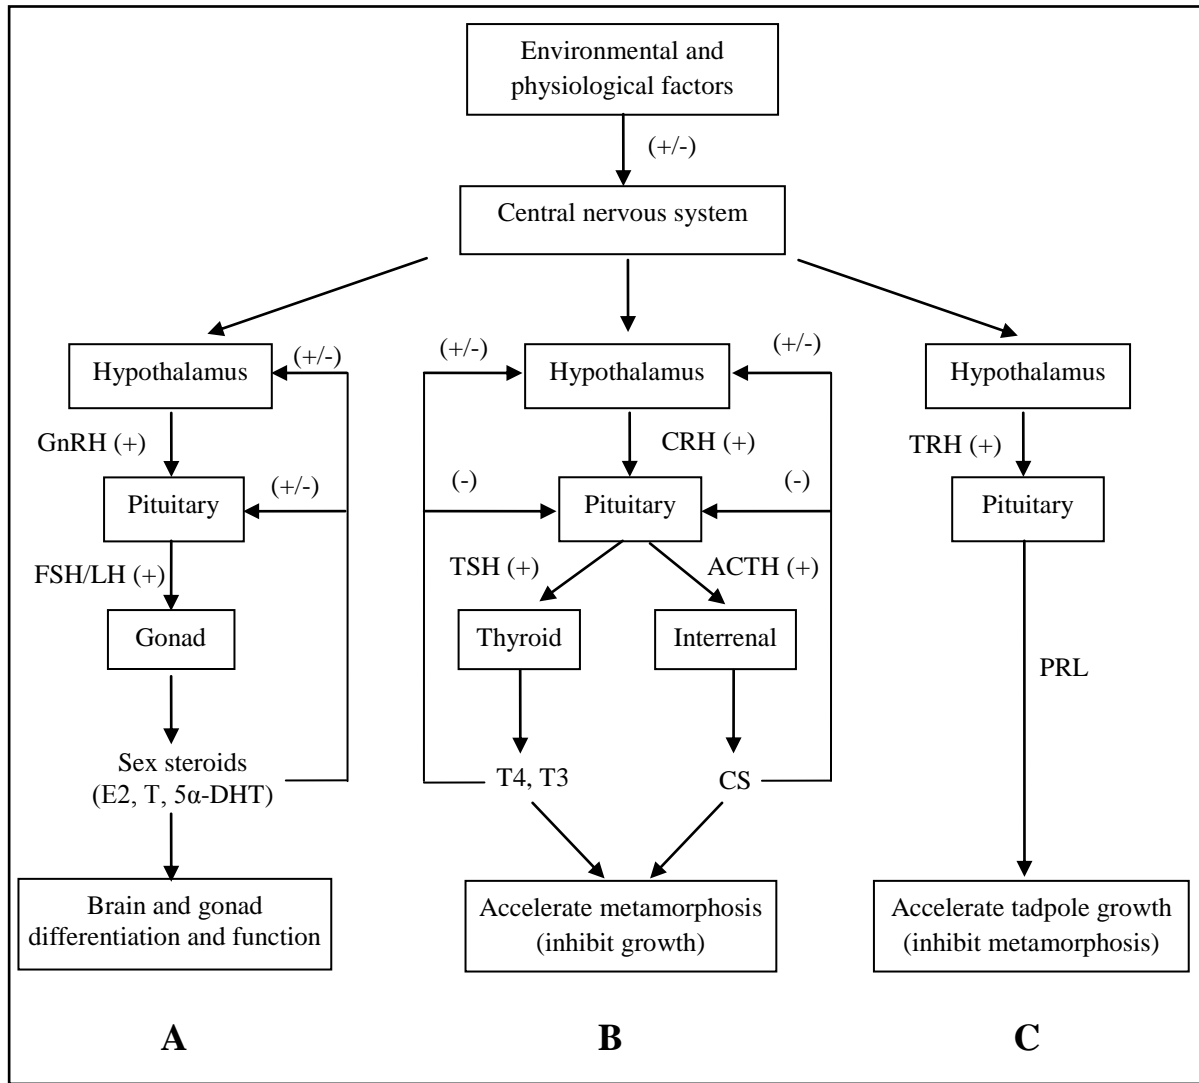 Environmental and
physiological factors
(+/-)
Central nervous system
Hypothalamus
(+/-)
GnRH (+)
Pituitary
(+/-)
FSH/LH (+)
Gonad
Sex steroids
(E2, T, 5α-DHT)
Brain and gonad
differentiation and function
A
(+/-)
Hypothalamus
(+/-)
CRH (+)
(-)
Pituitary
(-)
TSH (+)
ACTH (+)
Thyroid
Interrenal
T4, T3
CS
Accelerate metamorphosis
(inhibit growth)
B
Hypothalamus
TRH (+)
Pituitary
PRL
Accelerate tadpole growth
(inhibit metamorphosis)
C